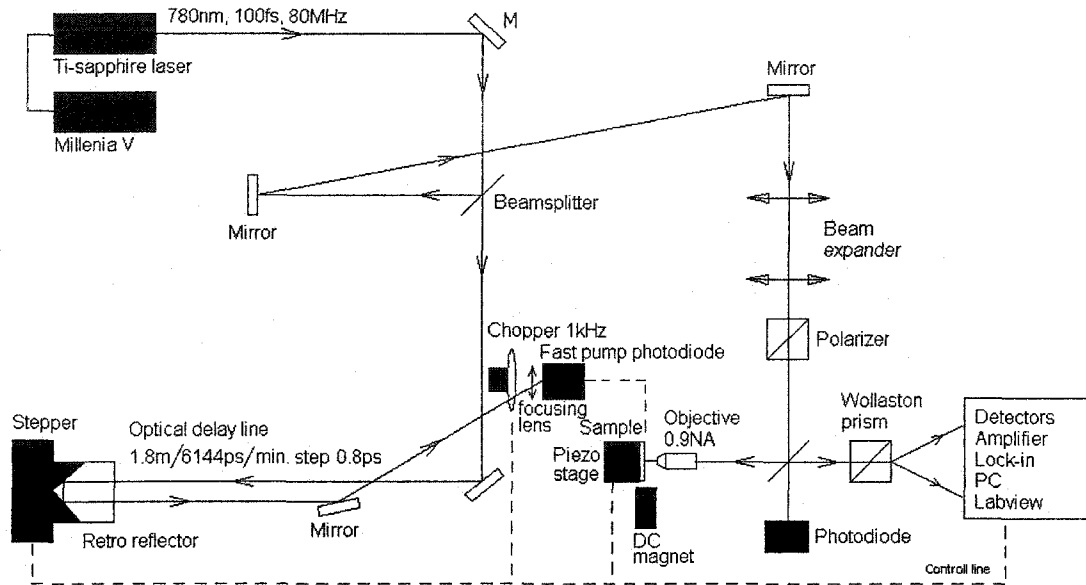 780nm, 100fs, 80MHz
M
Ti-sapphire laser
Millenia V
Mirror
Beamsplitter
Mirror
Beam
expander
Polarizer
Chopper 1kHz
Fast pump photodiode
focusing
lens
Stepper
Optical delay line
1.8m/6144ps/min. step 0.8ps
Mirror
Retro reflector
Sample
Piezo
stage
Objective
0.9NA
DC
magnet
Wollaston
prism
Detectors
Amplifier
Lock-in
PC
Labview
Photodiode
Controll line